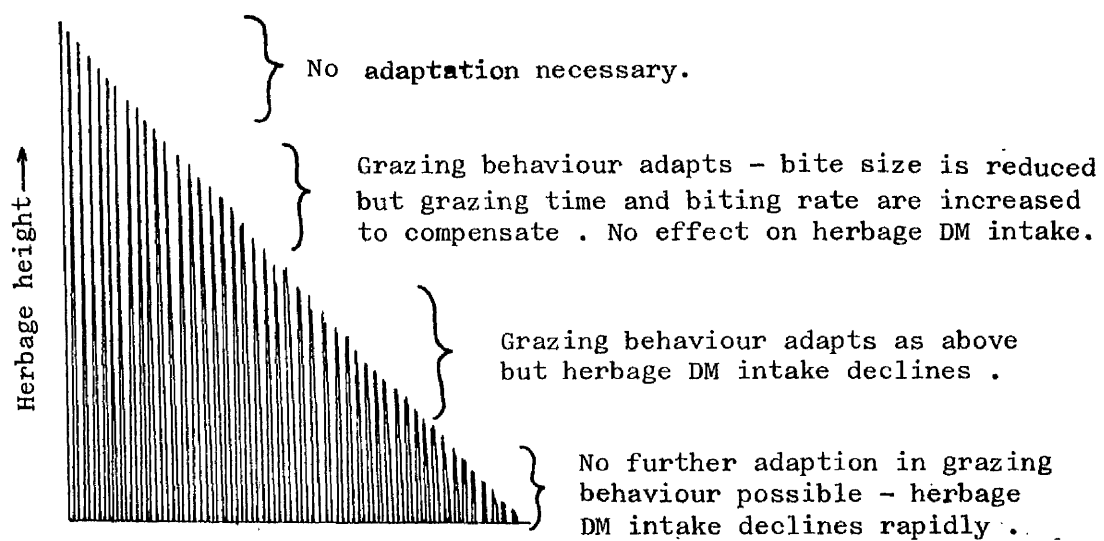 No adaptation necessary.
Grazing behaviour adapts – bite size is reduced
but grazing time and biting rate are increased
to compensate . No effect on herbage DM intake.
Herbage height
Grazing behaviour adapts as above
but herbage DM intake declines .
No further adaption in grazing
behaviour possible – herbage
DM intake declines rapidly .